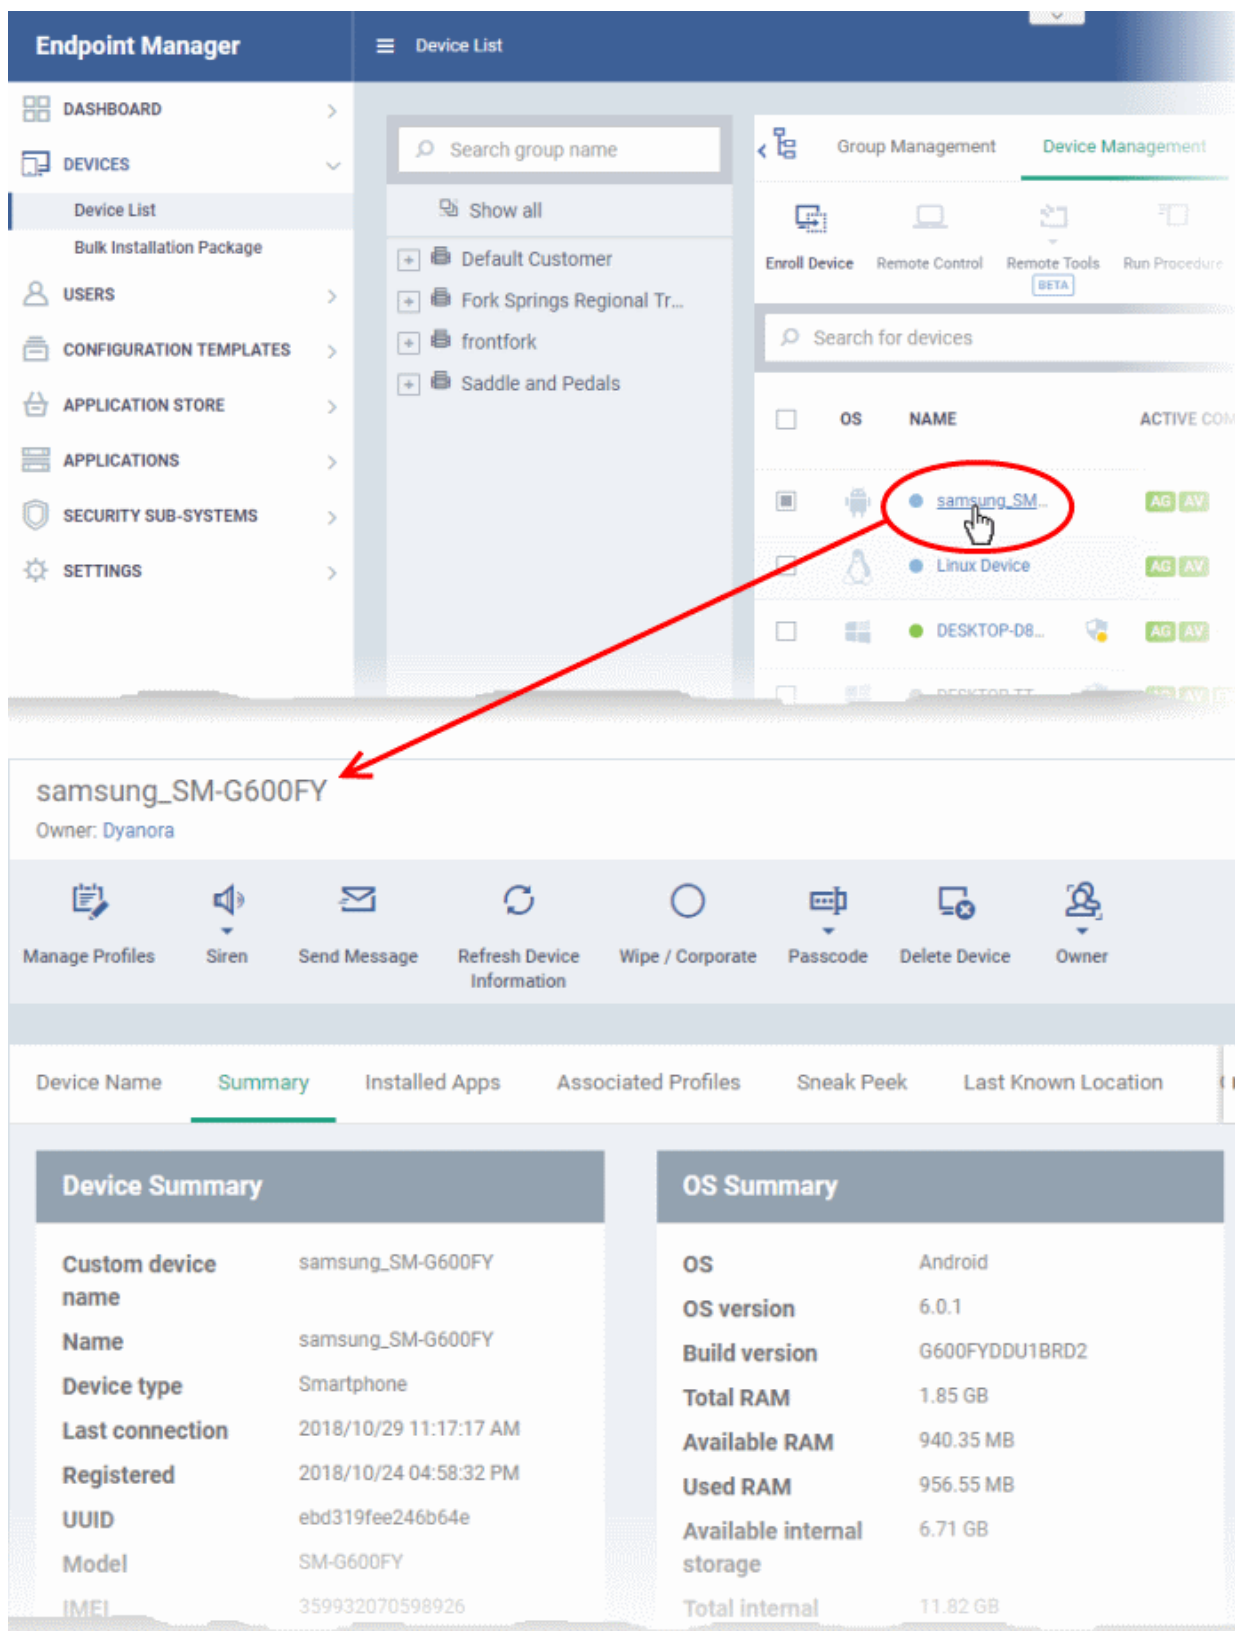 Endpoint Manager
Device List
DASHBOARD
DEVICES
Device List
Bulk Installation Package
USERS
CONFIGURATION TEMPLATES
APPLICATION STORE
APPLICATIONS
SECURITY SUB-SYSTEMS
SETTINGS
Search group name
Show all
Default Customer
Fork Springs Regional Tr...
frontfork
Saddle and Pedals
Group Management Device Management
Enroll Device Remote Control Remote Tools Run Procedure
BETA
Search for devices
OS NAME ACTIVE COM
samsung_SM... AG AV
Linux Device AG AV
DESKTOP-D8... AG AV
DESKTOP-TT AG AV
samsung_SM-G600FY
Owner: Dyanora
Manage Profiles Siren Send Message Refresh Device Information Wipe / Corporate Passcode Delete Device Owner
Device Name Summary Installed Apps Associated Profiles Sneak Peek Last Known Location
Device Summary
Custom device name samsung_SM-G600FY
Name samsung_SM-G600FY
Device type Smartphone
Last connection 2018/10/29 11:17:17 AM
Registered 2018/10/24 04:58:32 PM
UUID ebd319fee246b64e
Model SM-G600FY
IMEI 359932070598926
OS Summary
OS Android
OS version 6.0.1
Build version G600FYDDU1BRD2
Total RAM 1.85 GB
Available RAM 940.35 MB
Used RAM 956.55 MB
Available internal storage 6.71 GB
Total internal 11.82 GB